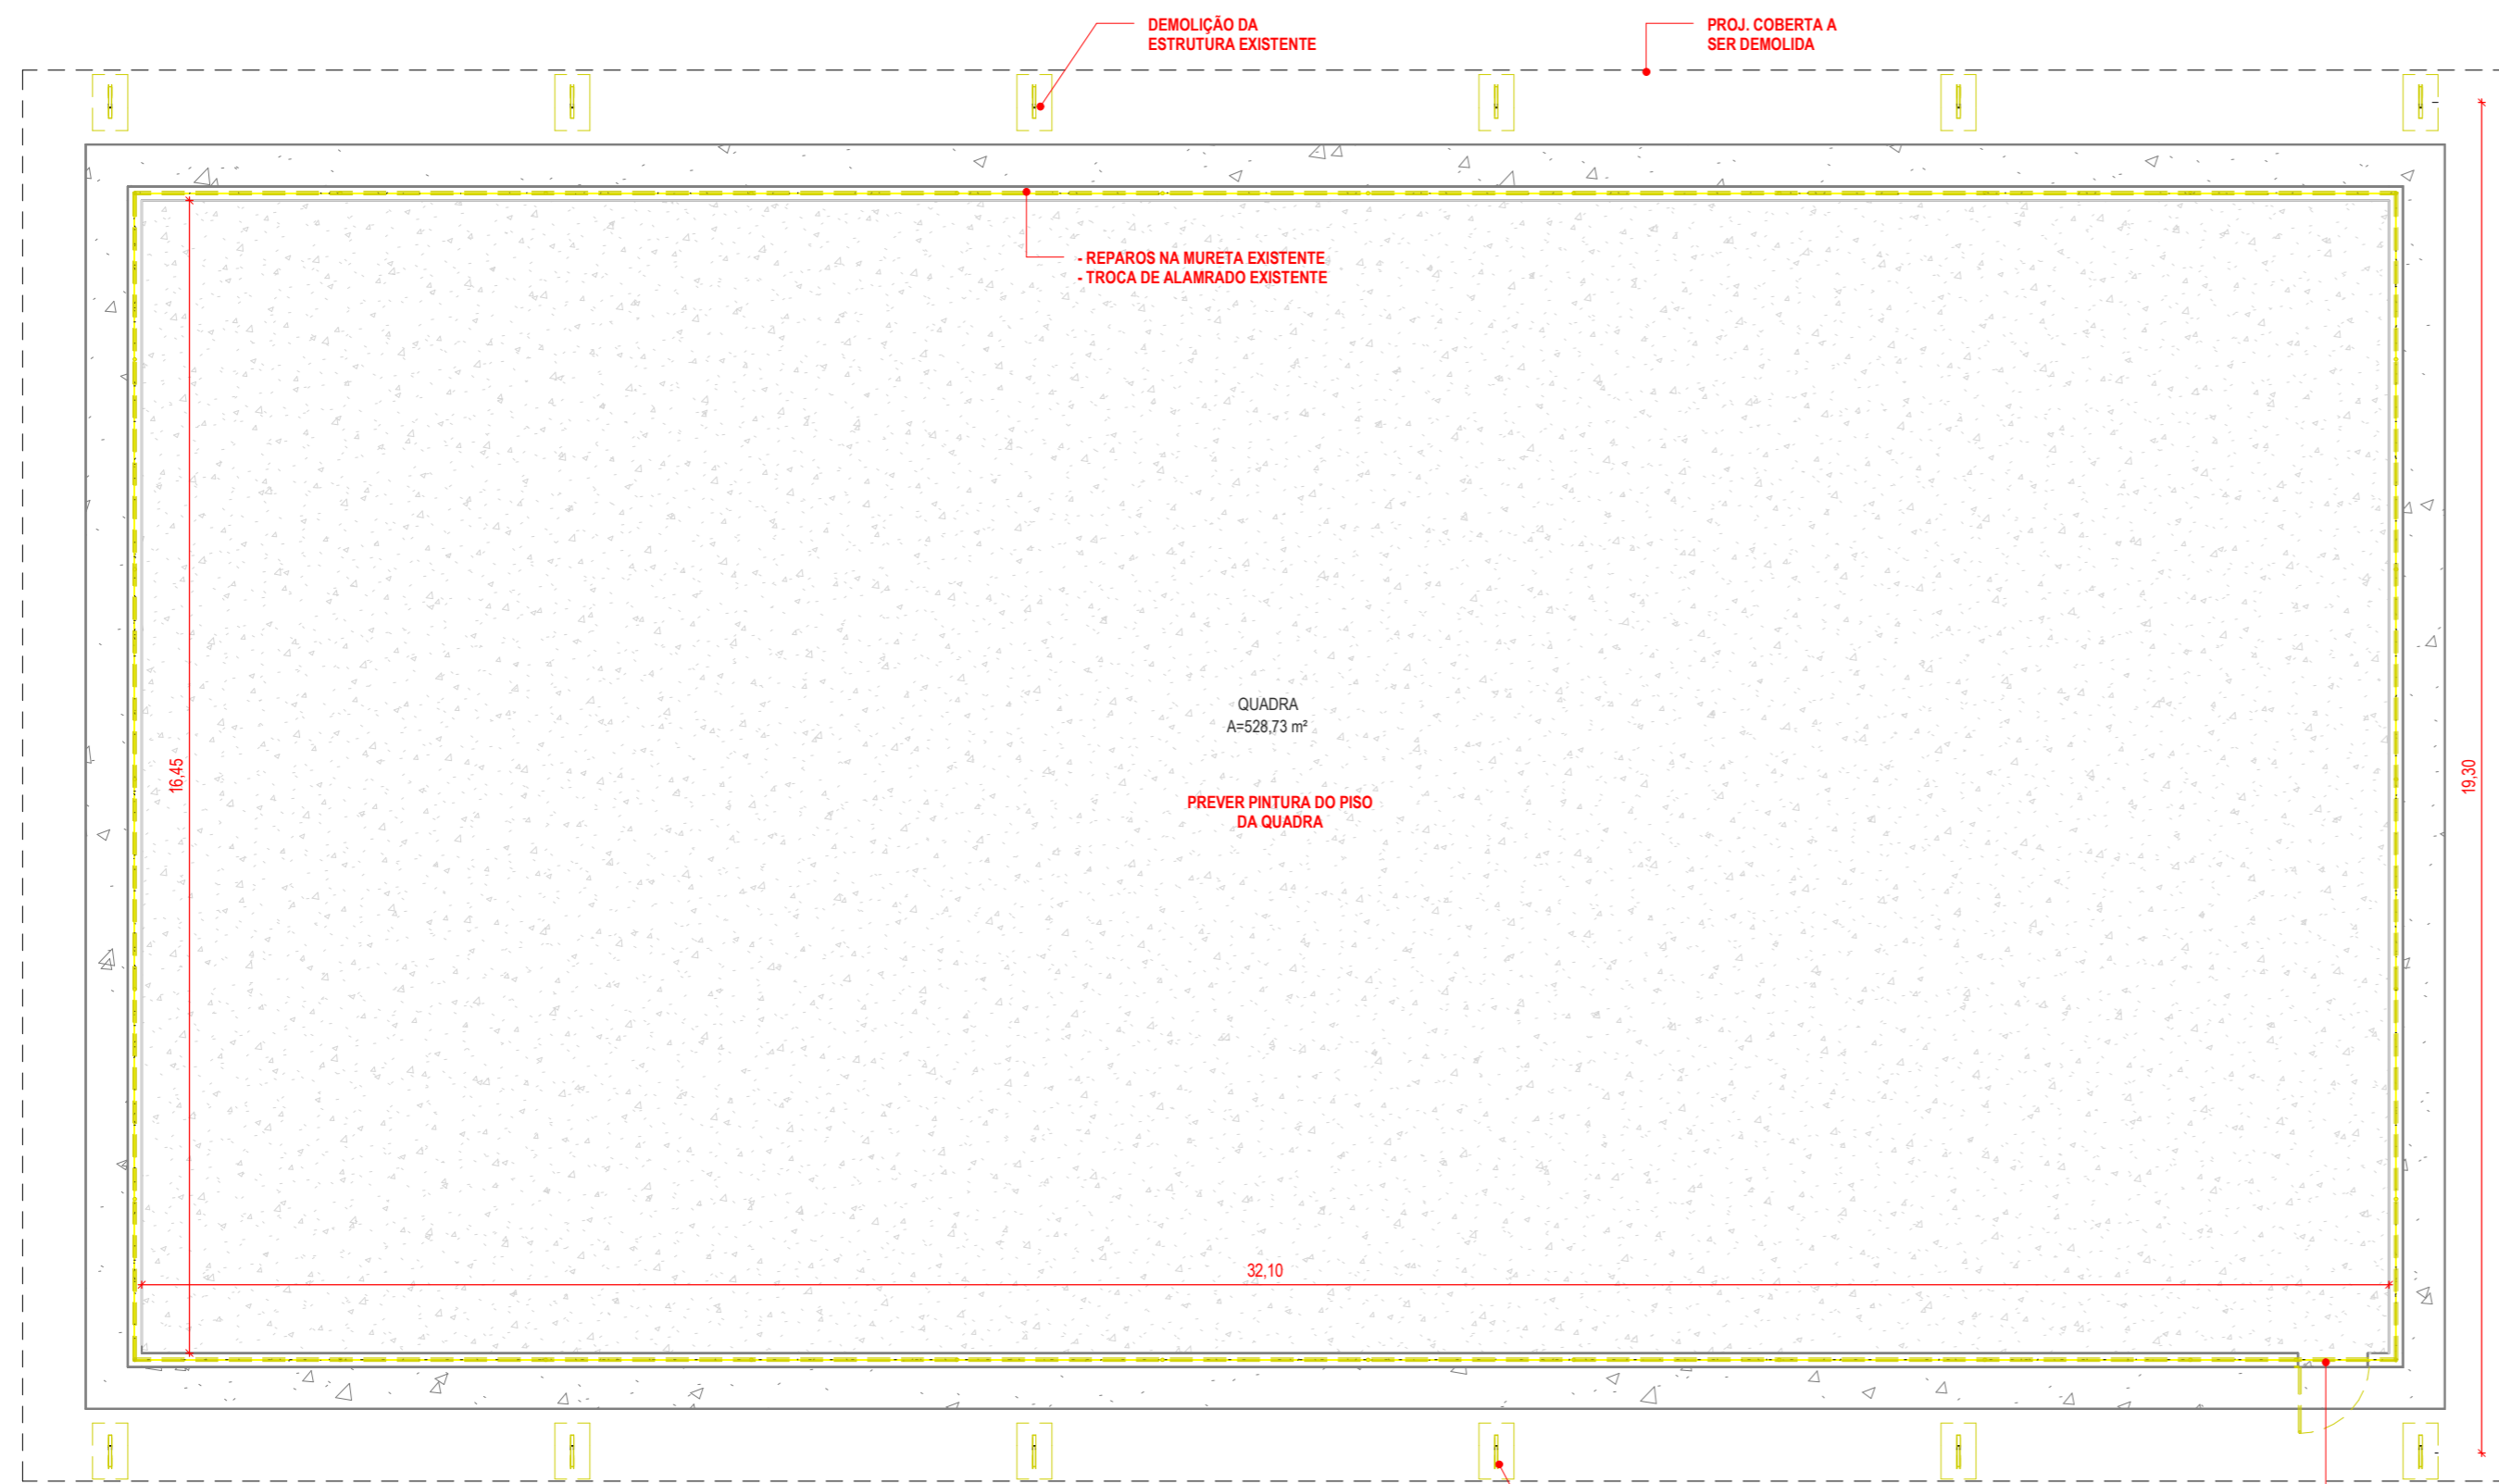 DEMOLIÇÃO DA
ESTRUTURA EXISTENTE
PROJ. COBERTA A
SER DEMOLIDA
- REPAROS NA MURETA EXISTENTE
- TROCA DE ALAMRADO EXISTENTE
QUADRA
A=528,73 m²
16,45
19,30
PREVER PINTURA DO PISO
DA QUADRA
32,10